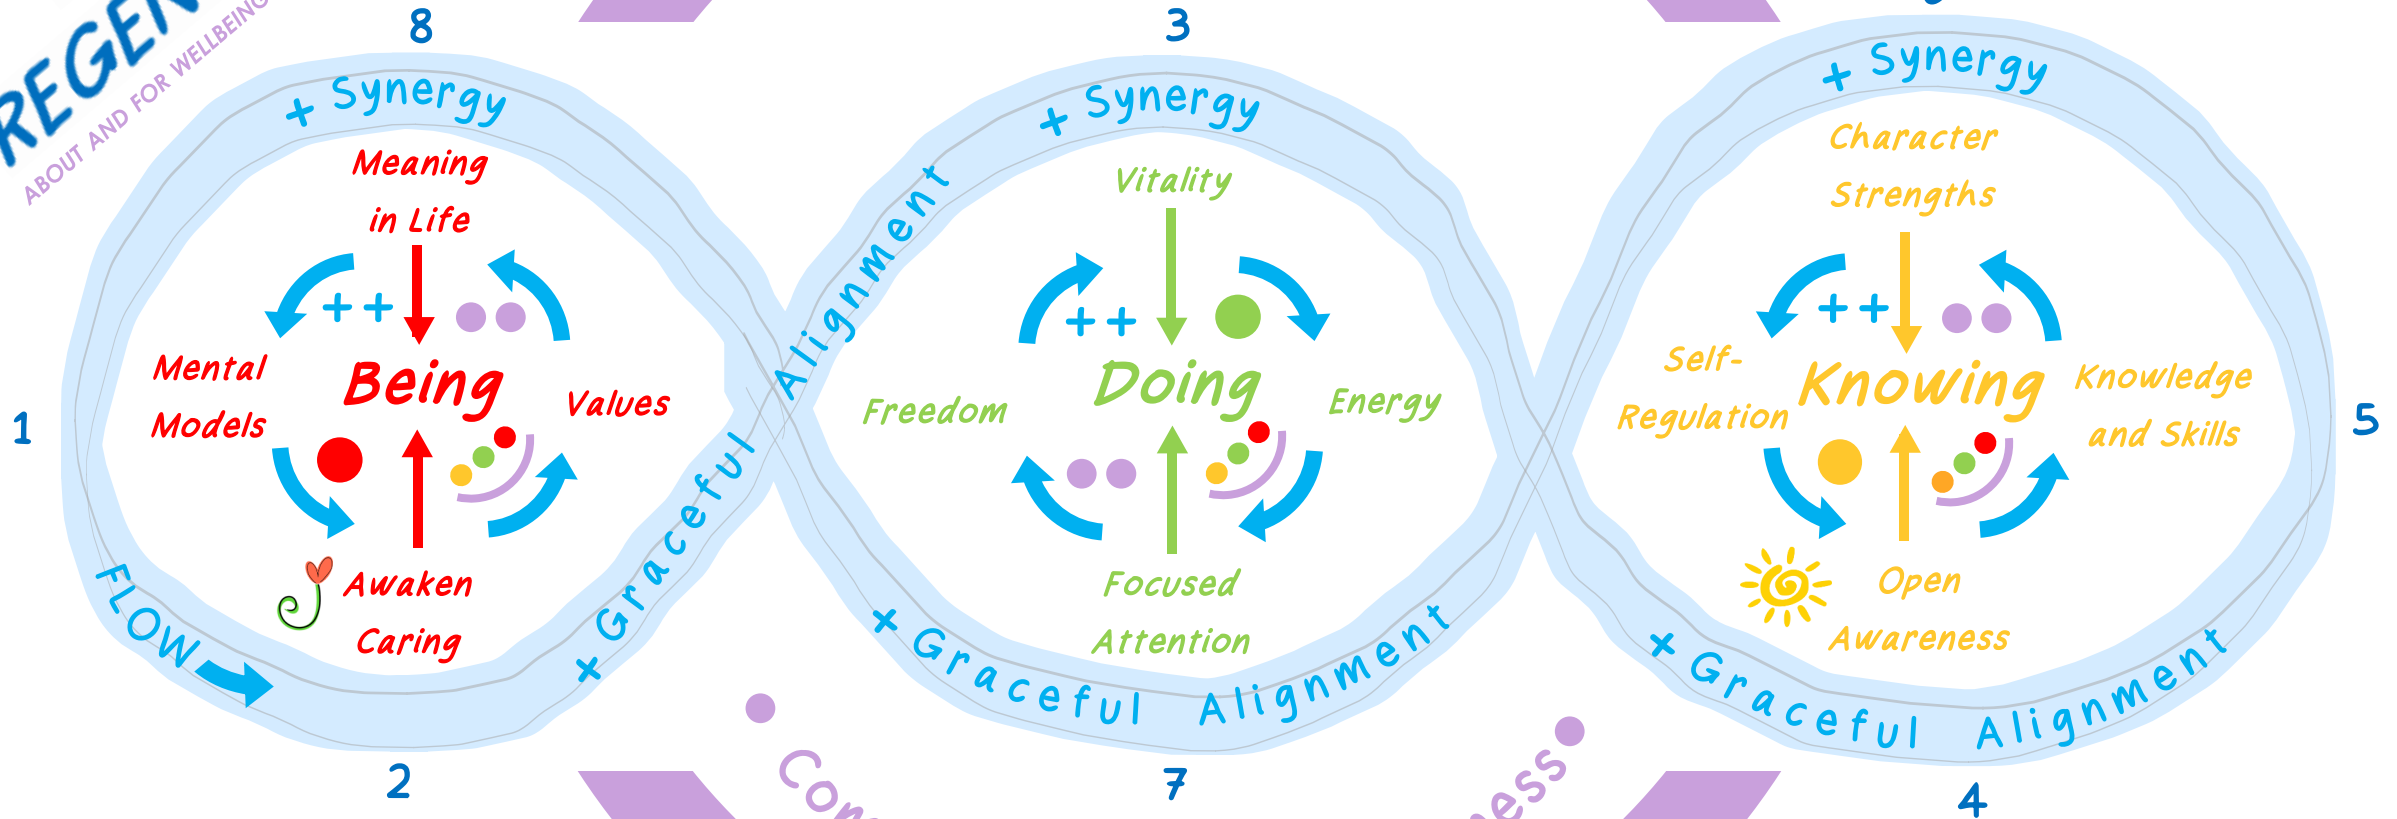 REGEN
ABOUT AND FOR WELLBEING
8
3
+ Synergy
+ Synergy
+ Synergy
Meaning
in Life
+ +
Mental
Models
Being
Values
Awaken
Caring
1
FLOW
2
+ Graceful Alignment
Vitality
+ +
Freedom
Doing
Energy
Focused
Attention
+ Graceful Alignment
7
Character
Strengths
+ +
Self-
Regulation
Knowing
Knowledge
and Skills
Open
Awareness
+ Graceful Alignment
5
4